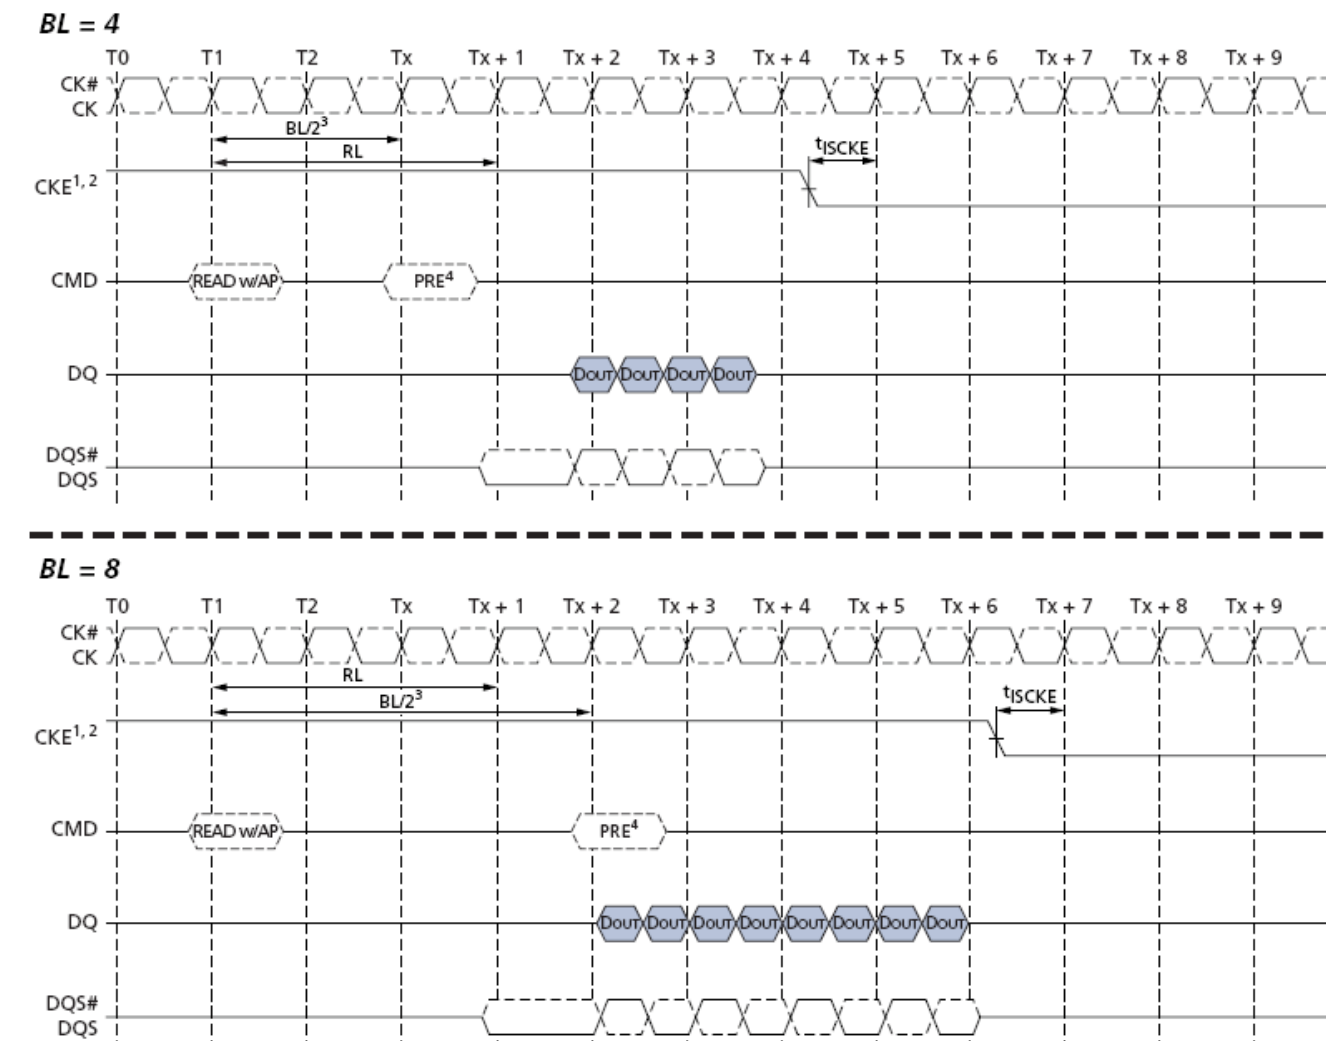 BL = 4
T0 T1 T2 Tx Tx + 1 Tx + 2 Tx + 3 Tx + 4 Tx + 5 Tx + 6 Tx + 7 Tx + 8 Tx + 9
CK#
CK
BL/2³
RL
tISCKE
CKE1, 2
CMD READ w/AP PRE⁴
DQ DOUT DOUT DOUT DOUT
DQS#
DQS
BL = 8
T0 T1 T2 Tx Tx + 1 Tx + 2 Tx + 3 Tx + 4 Tx + 5 Tx + 6 Tx + 7 Tx + 8 Tx + 9
CK#
CK
RL
BL/2³
tISCKE
CKE1, 2
CMD READ w/AP PRE⁴
DQ DOUT DOUT DOUT DOUT DOUT DOUT DOUT DOUT
DQS#
DQS